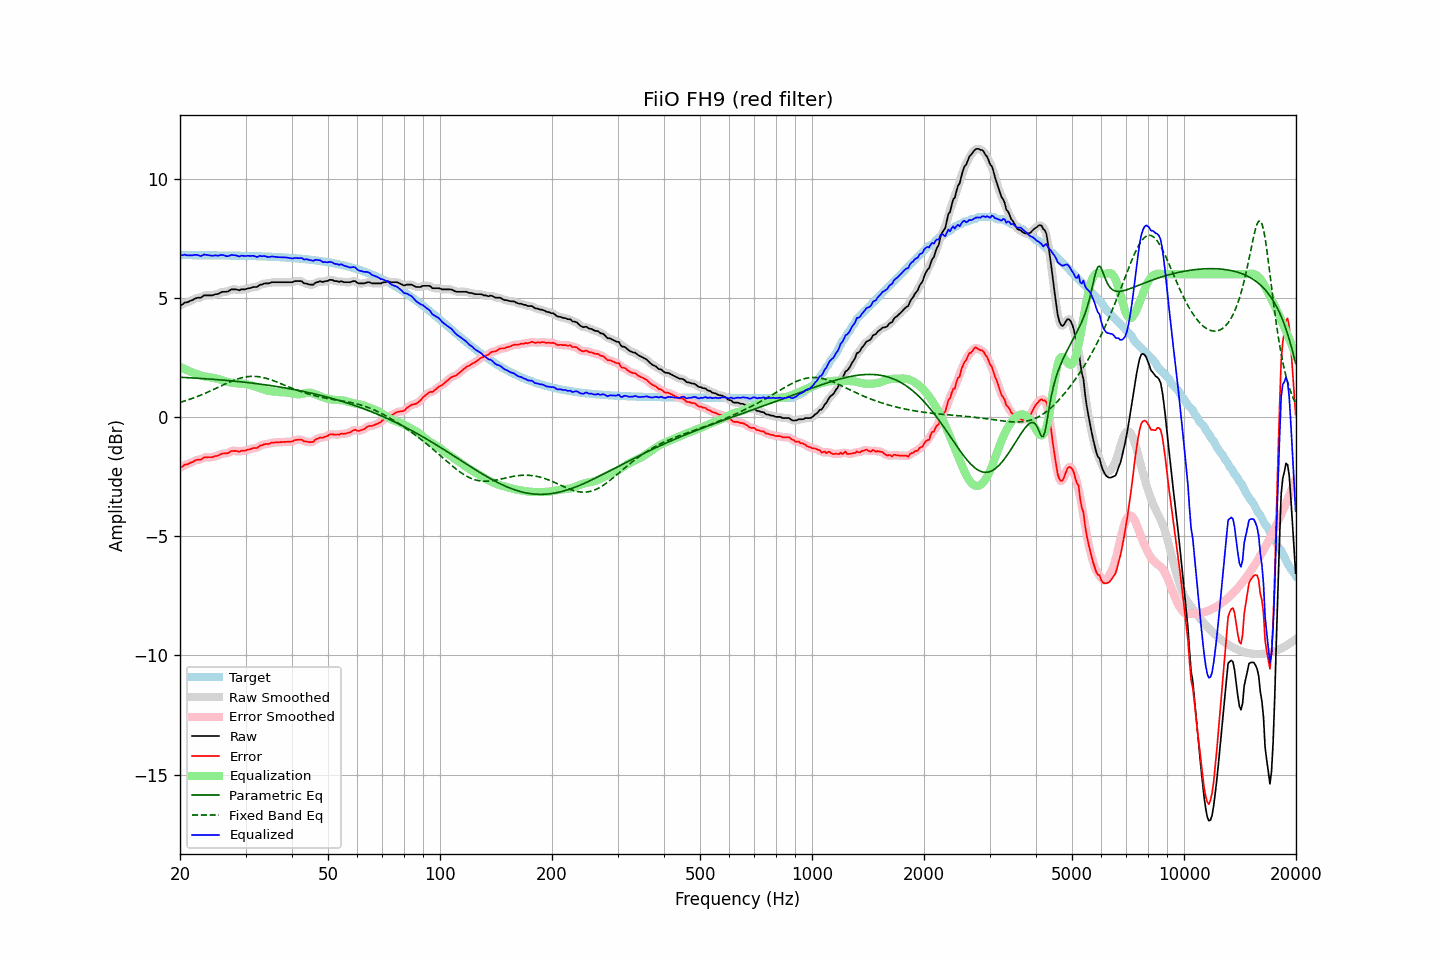 FiiO FH9 (red filter)
10
5
0
−5
−10
−15
Amplitude (dBr)
Target
Raw Smoothed
Error Smoothed
Raw
Error
Equalization
Parametric Eq
Fixed Band Eq
Equalized
20 50 100 200 500 1000 2000 5000 10000 20000
Frequency (Hz)